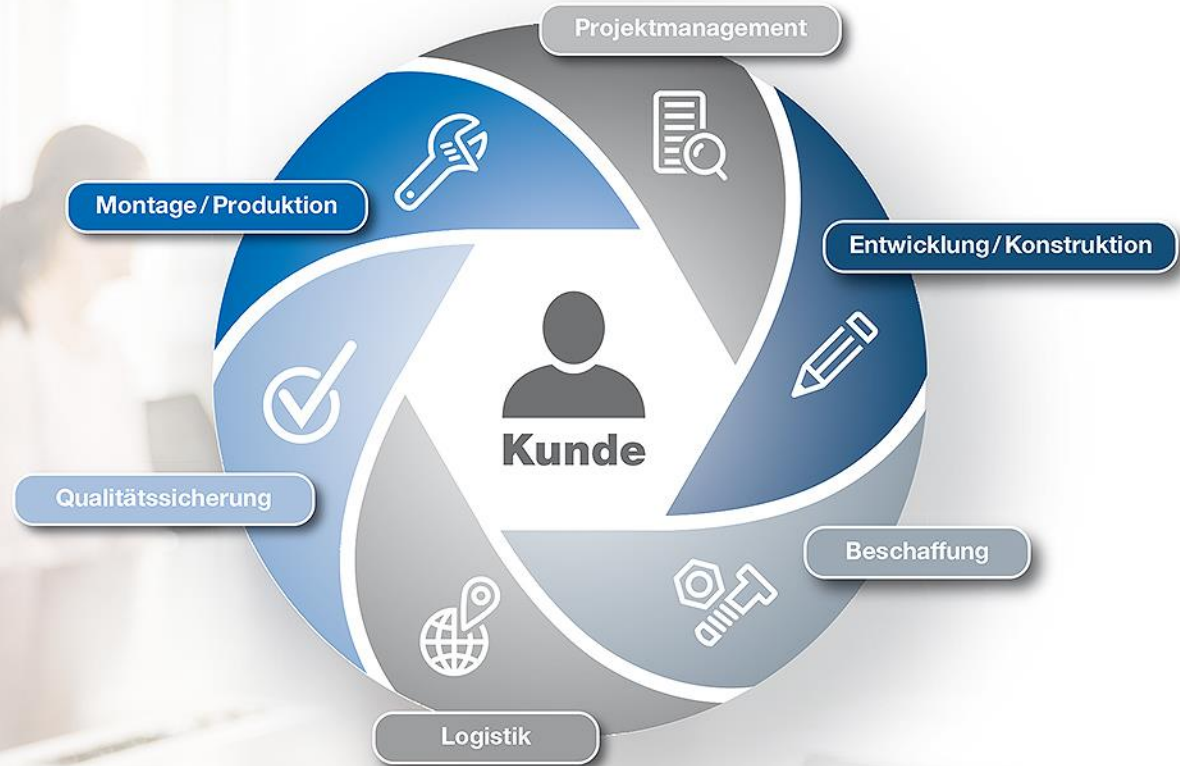 Projektmanagement
Montage / Produktion
Entwicklung / Konstruktion
Kunde
Qualitätssicherung
Beschaffung
Logistik